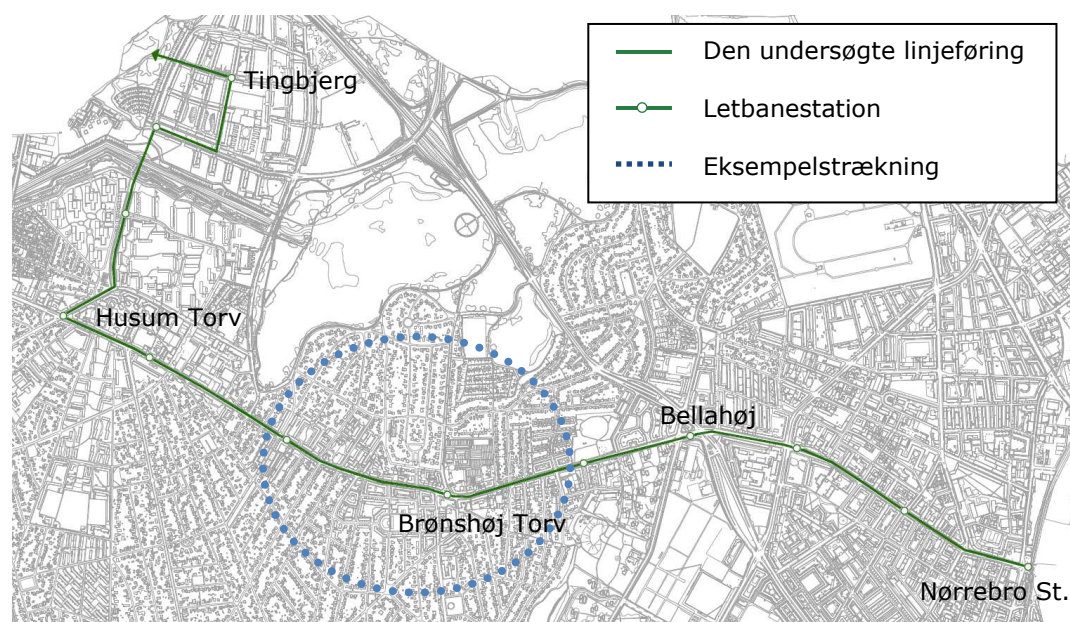 Den undersøgte linjeføring
Letbanestation
Eksempelstrækning
Tingbjerg
Husum Torv
Bellahøj
Brønshøj Torv
Nørrebro St.